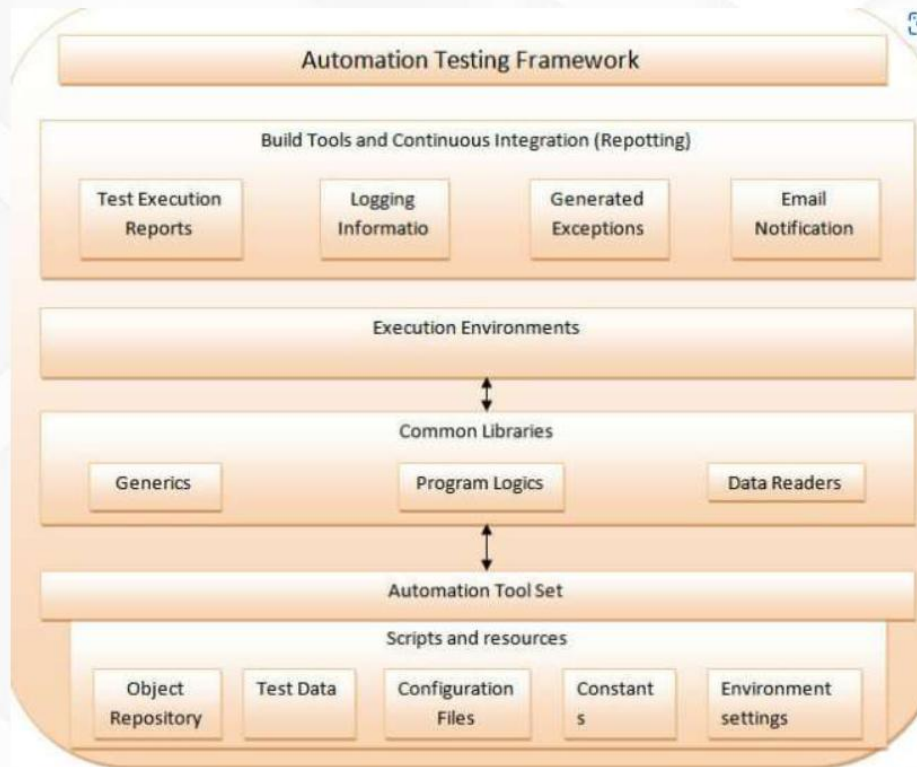 Automation Testing Framework
Build Tools and Continuous Integration (Repotting)
Test Execution
Reports
Logging
Informatio
Generated
Exceptions
Email
Notification
Execution Environments
Common Libraries
Generics
Program Logics
Data Readers
Automation Tool Set
Scripts and resources
Object
Repository
Test Data
Configuration
Files
Constant
s
Environment
settings